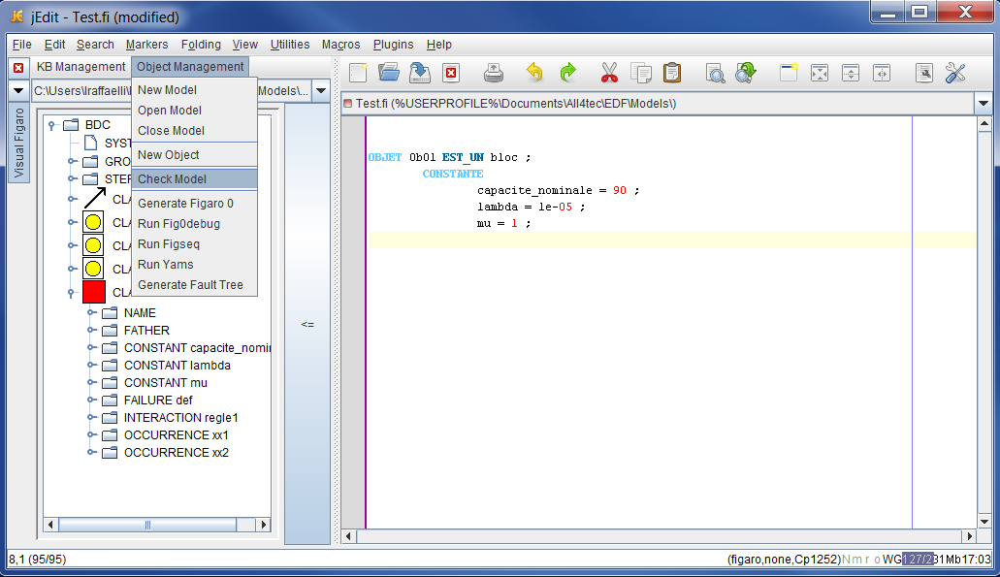 jEdit - Test.fi (modified)
File Edit Search Markers Folding View Utilities Macros Plugins Help
KB Management Object Management
C:\Users\lraffaelli\ Models\...
Visual Figaro
New Model
Open Model
Close Model
New Object
Check Model
Generate Figaro 0
Run Fig0debug
Run Figseq
Run Yams
Generate Fault Tree
BDC
SYST
GRO
STEP
CLA
CLA
CLA
CLA
CLA
NAME
FATHER
CONSTANT capacite_nomi
CONSTANT lambda
CONSTANT mu
FAILURE def
INTERACTION regle1
OCCURRENCE xx1
OCCURRENCE xx2
<=
Test.fi (%USERPROFILE%\Documents\All4tec\EDF\Models\)
OBJET Ob01 EST_UN bloc ;
CONSTANTE
capacite_nominale = 90 ;
lambda = 1e-05 ;
mu = 1 ;
8,1 (95/95)
(figaro,none,Cp1252)N m r o WG 127/2 31Mb 17:03